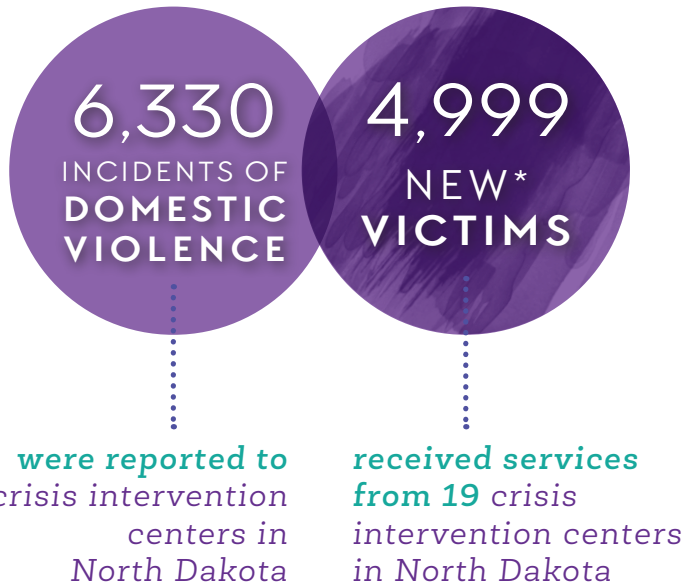 6,330
INCIDENTS OF
DOMESTIC
VIOLENCE
were reported to
crisis intervention
centers in
North Dakota
4,999
NEW*
VICTIMS
received services
from 19 crisis
intervention centers
in North Dakota